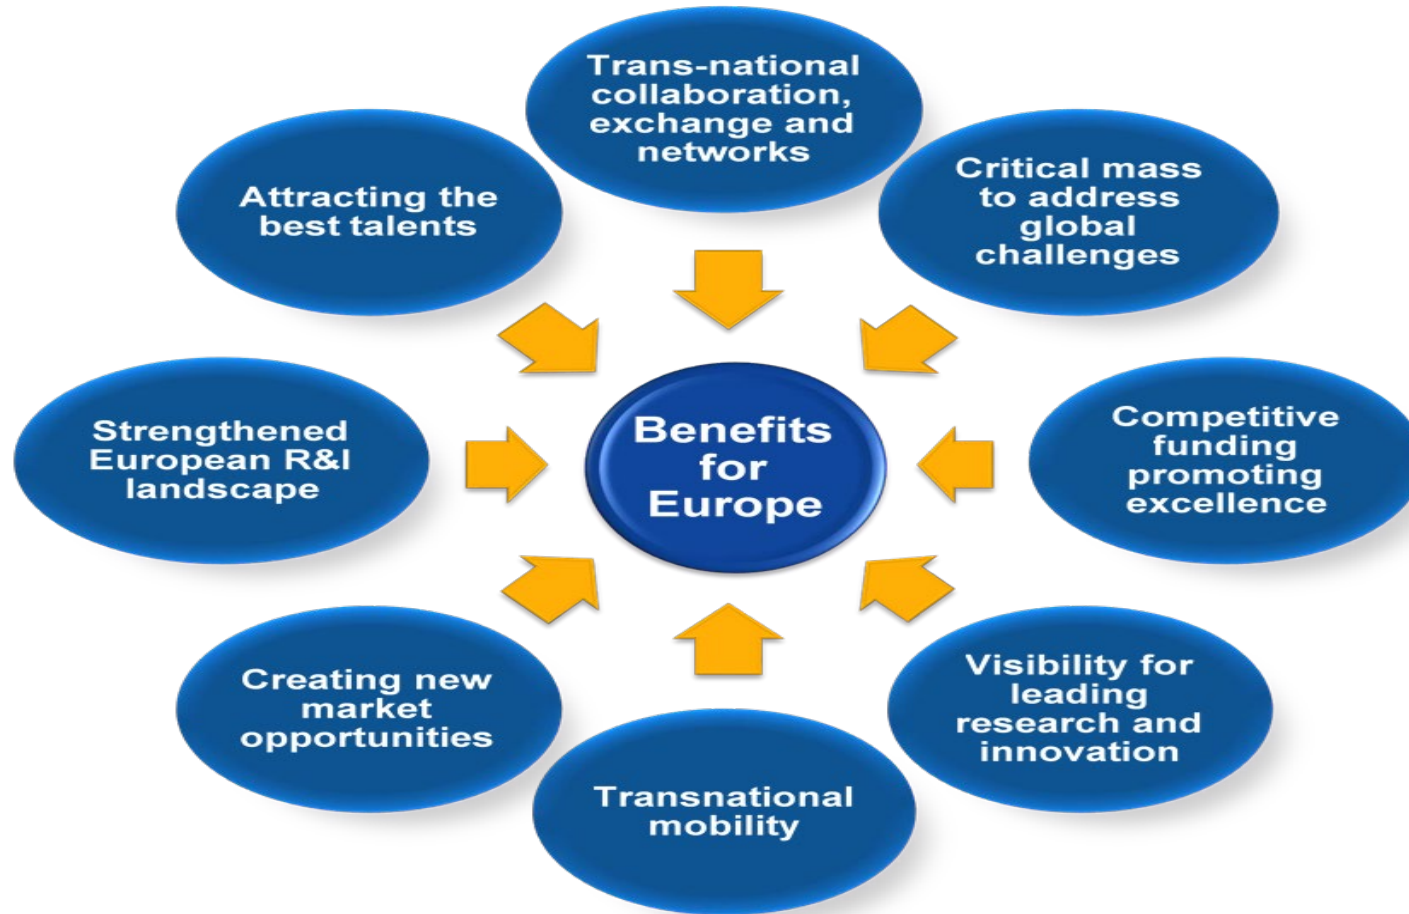 Trans-national
collaboration,
exchange and
networks
Critical mass
to address
global
challenges
Competitive
funding
promoting
excellence
Visibility for
leading
research and
innovation
Transnational
mobility
Creating new
market
opportunities
Strengthened
European R&I
landscape
Attracting the
best talents
Benefits
for
Europe